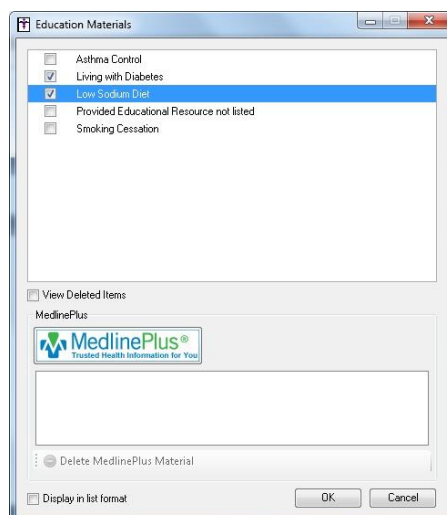 Education Materials
Asthma Control
Living with Diabetes
Low Sodium Diet
Provided Educational Resource not listed
Smoking Cessation
View Deleted Items
MedlinePlus
MedlinePlus®
Trusted Health Information for You
Delete MedlinePlus Material
Display in list format
OK Cancel